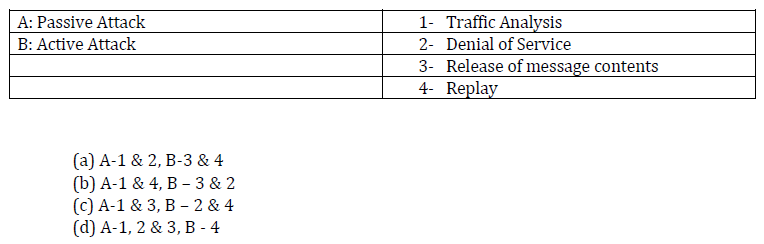 A: Passive Attack 1- Traffic Analysis
B: Active Attack 2- Denial of Service
3- Release of message contents
4- Replay
(a) A-1 & 2, B-3 & 4
(b) A-1 & 4, B – 3 & 2
(c) A-1 & 3, B – 2 & 4
(d) A-1, 2 & 3, B - 4